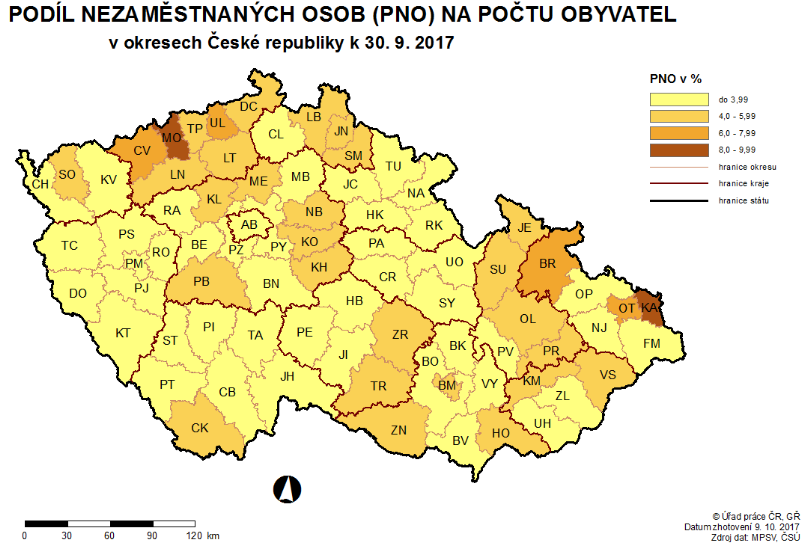 PODÍL NEZAMĚSTNANÝCH OSOB (PNO) NA POČTU OBYVATEL
v okresech České republiky k 30. 9. 2017
PNO v %
do 3,99
4,0 - 5,99
6,0 - 7,99
8,0 - 9,99
hranice okresu
hranice kraje
hranice státu
DC
LB
MO TP UL
JN
CL
CV
LT
SM
CH SO KV LN ME MB JC TU
NA
RA KL NB HK
RK
AB
JE
TC PS RO BE PZ PY KO PA
PM
UO SU BR
DO PJ PB BN KH CR
OP
HB SY
OT KA
KT ST PI TA PE JI ZR OL NJ
FM
BK
PV PR
BO
PT CB JH TR BM VY KM VS
ZL
CK ZN BV HO UH
0 30 60 90 120 km
© Úřad práce ČR, GŘ
Datum zhotovení 9. 10. 2017
Zdroj dat: MPSV, ČSÚ